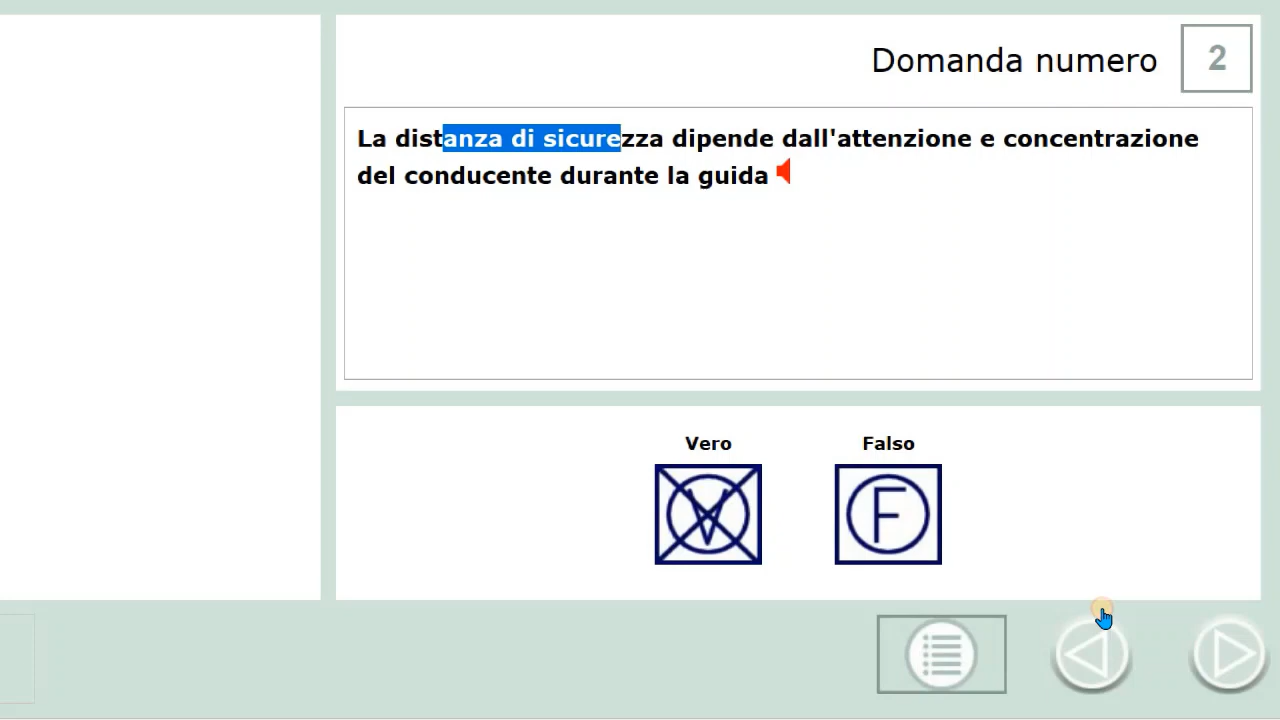 Domanda numero 2
La distanza di sicurezza dipende dall'attenzione e concentrazione
del conducente durante la guida
Vero Falso
V F